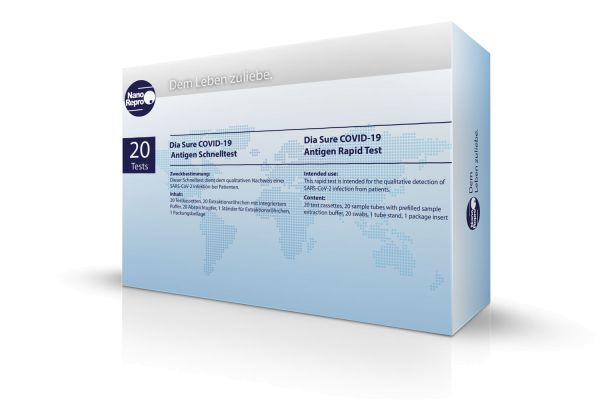 Dem Leben zuliebe.
Nano
Repro
20
Tests
Dia Sure COVID-19
Antigen Schnelltest
Zweckbestimmung:
Dieser Schnelltest dient dem qualitativen Nachweis einer
SARS-CoV-2 Infektion bei Patienten.
Inhalt:
20 Testkassetten, 20 Extraktionsröhrchen mit integriertem
Puffer, 20 Abstrichtupfer, 1 Ständer für Extraktionsröhrchen,
1 Packungsbeilage
Dia Sure COVID-19
Antigen Rapid Test
Intended use:
This rapid test is intended for the qualitative detection of
SARS-CoV-2 infection from patients.
Content:
20 test cassettes, 20 sample tubes with prefilled sample
extraction buffer, 20 swabs, 1 tube stand, 1 package insert
Dem
Leben zuliebe.
Nano
Repro